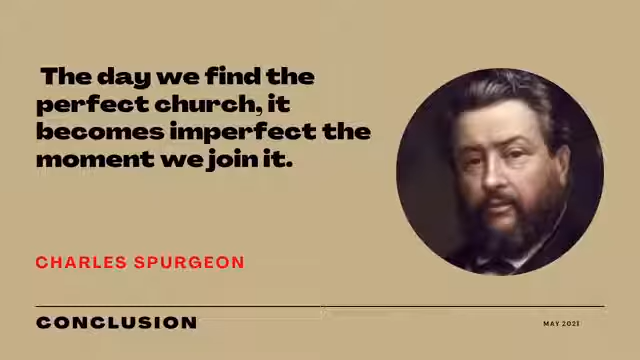 The day we find the
perfect church, it
becomes imperfect the
moment we join it.
CHARLES SPURGEON
CONCLUSION
MAY 2021